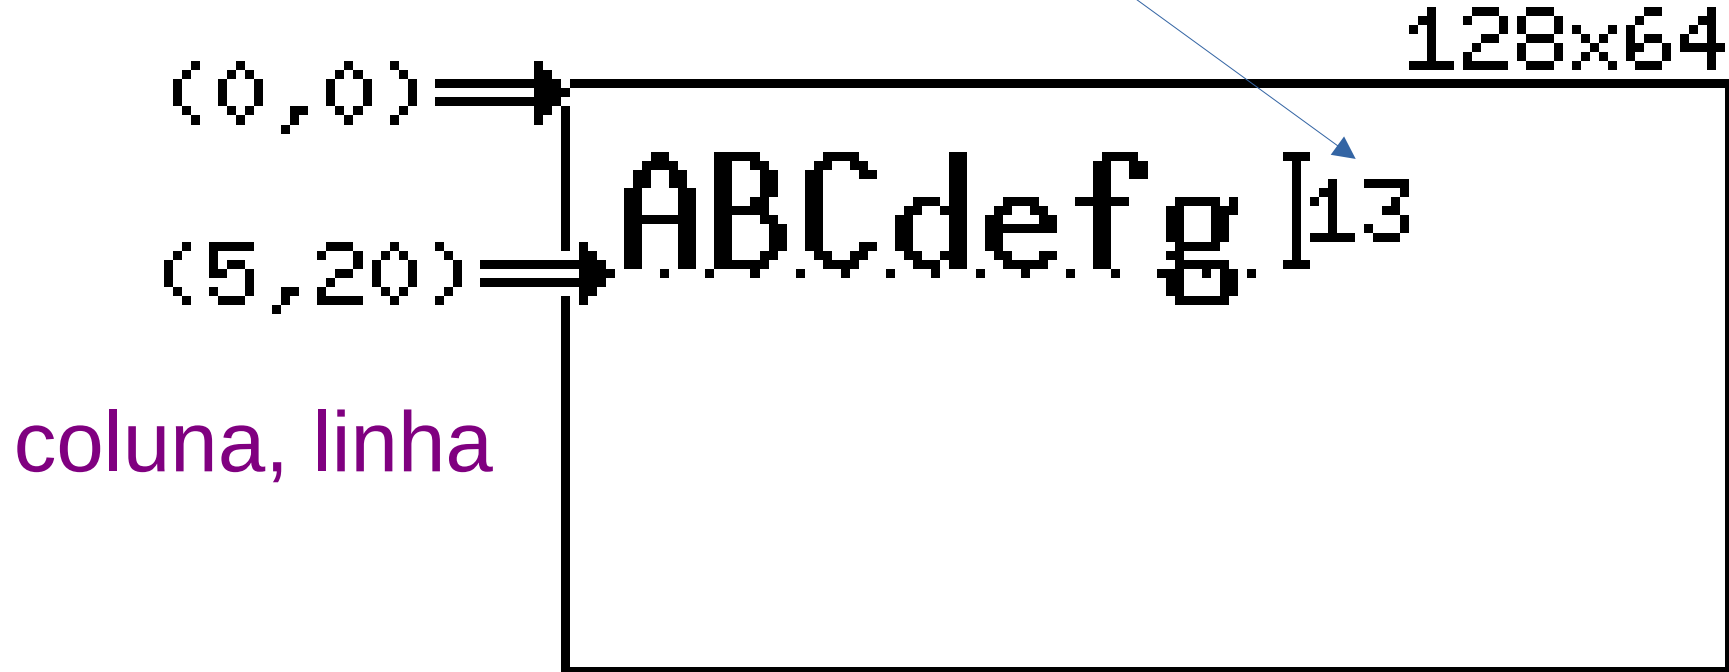 128x64
(0,0)
ABCdefg 13
(5,20)
coluna, linha